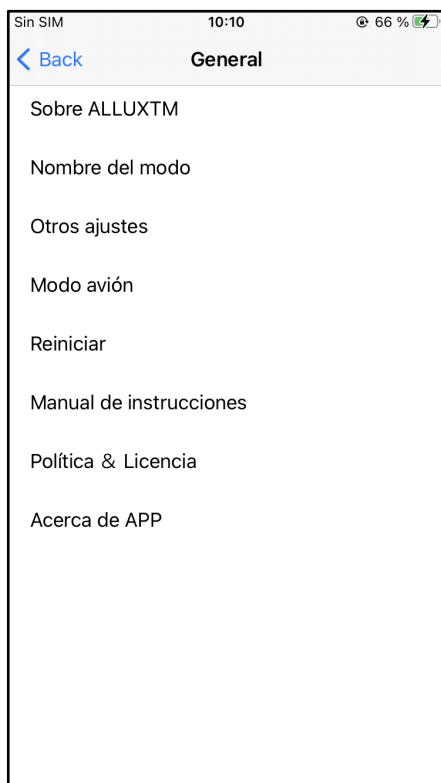 Sin SIM 10:10 66 %
Back General
Sobre ALLUXTM
Nombre del modo
Otros ajustes
Modo avión
Reiniciar
Manual de instrucciones
Política & Licencia
Acerca de APP